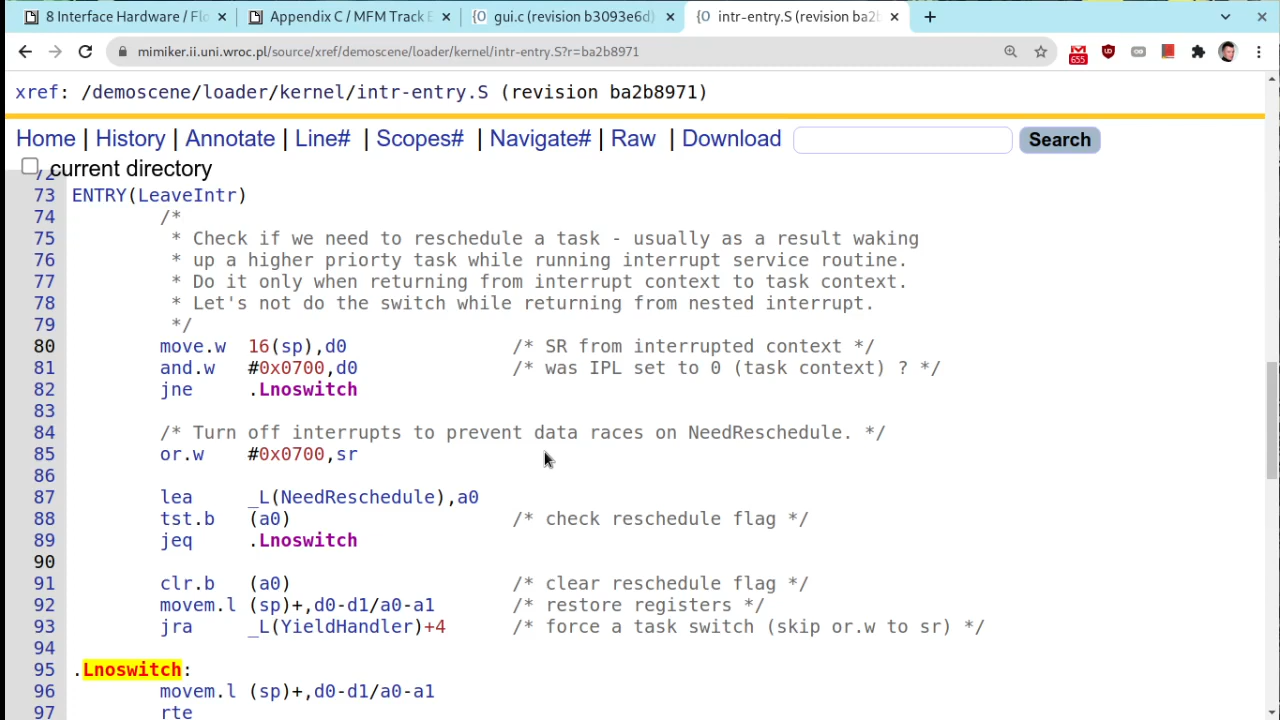 8 Interface Hardware / Flo
Appendix C / MFM Track E
gui.c (revision b3093e6d)
intr-entry.S (revision ba2b
mimiker.ii.uni.wroc.pl/source/xref/demoscene/loader/kernel/intr-entry.S?r=ba2b8971
655
xref: /demoscene/loader/kernel/intr-entry.S (revision ba2b8971)
Home | History | Annotate | Line# | Scopes# | Navigate# | Raw | Download Search
current directory
72
73 ENTRY(LeaveIntr)
74 /*
75 * Check if we need to reschedule a task - usually as a result waking
76 * up a higher priorty task while running interrupt service routine.
77 * Do it only when returning from interrupt context to task context.
78 * Let's not do the switch while returning from nested interrupt.
79 */
80 move.w 16(sp),d0 /* SR from interrupted context */
81 and.w #0x0700,d0 /* was IPL set to 0 (task context) ? */
82 jne .Lnoswitch
83
84 /* Turn off interrupts to prevent data races on NeedReschedule. */
85 or.w #0x0700,sr
86
87 lea _L(NeedReschedule),a0
88 tst.b (a0) /* check reschedule flag */
89 jeq .Lnoswitch
90
91 clr.b (a0) /* clear reschedule flag */
92 movem.l (sp)+,d0-d1/a0-a1 /* restore registers */
93 jra _L(YieldHandler)+4 /* force a task switch (skip or.w to sr) */
94
95 .Lnoswitch:
96 movem.l (sp)+,d0-d1/a0-a1
97 rte